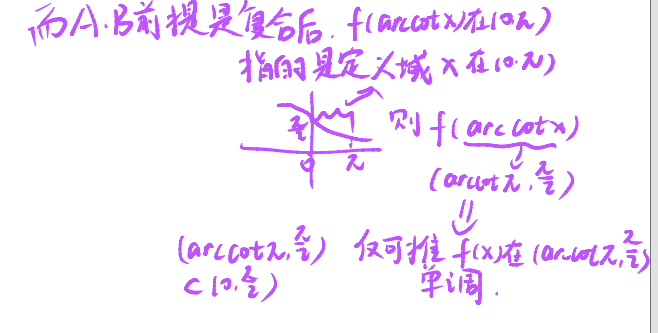 而A.B前提是复合后. f(arccotx)在(0.π)
指的是定义域 x 在(0.π)
π/2 则 f(arccotx)
0 π
(arccotπ, π/2)
(arccotπ, π/2) 仅可推 f(x)在(arccotπ, π/2)
⊂(0, π/2) 单调.